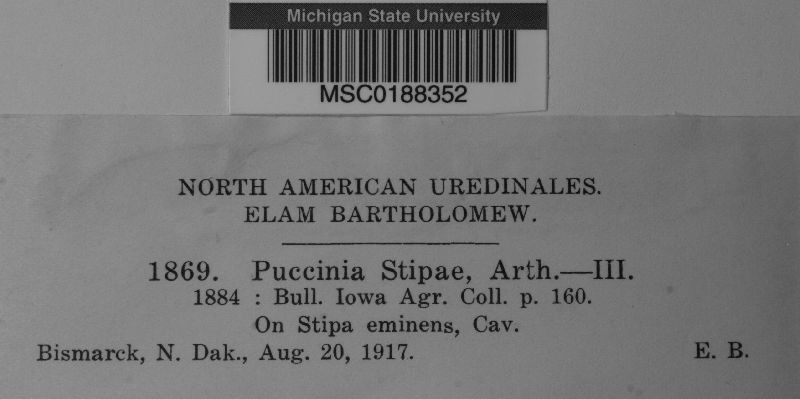 Michigan State University
MSC0188352
NORTH AMERICAN UREDINALES.
ELAM BARTHOLOMEW.
1869. Puccinia Stipae, Arth.—III.
1884 : Bull. Iowa Agr. Coll. p. 160.
On Stipa eminens, Cav.
Bismarck, N. Dak., Aug. 20, 1917. E. B.